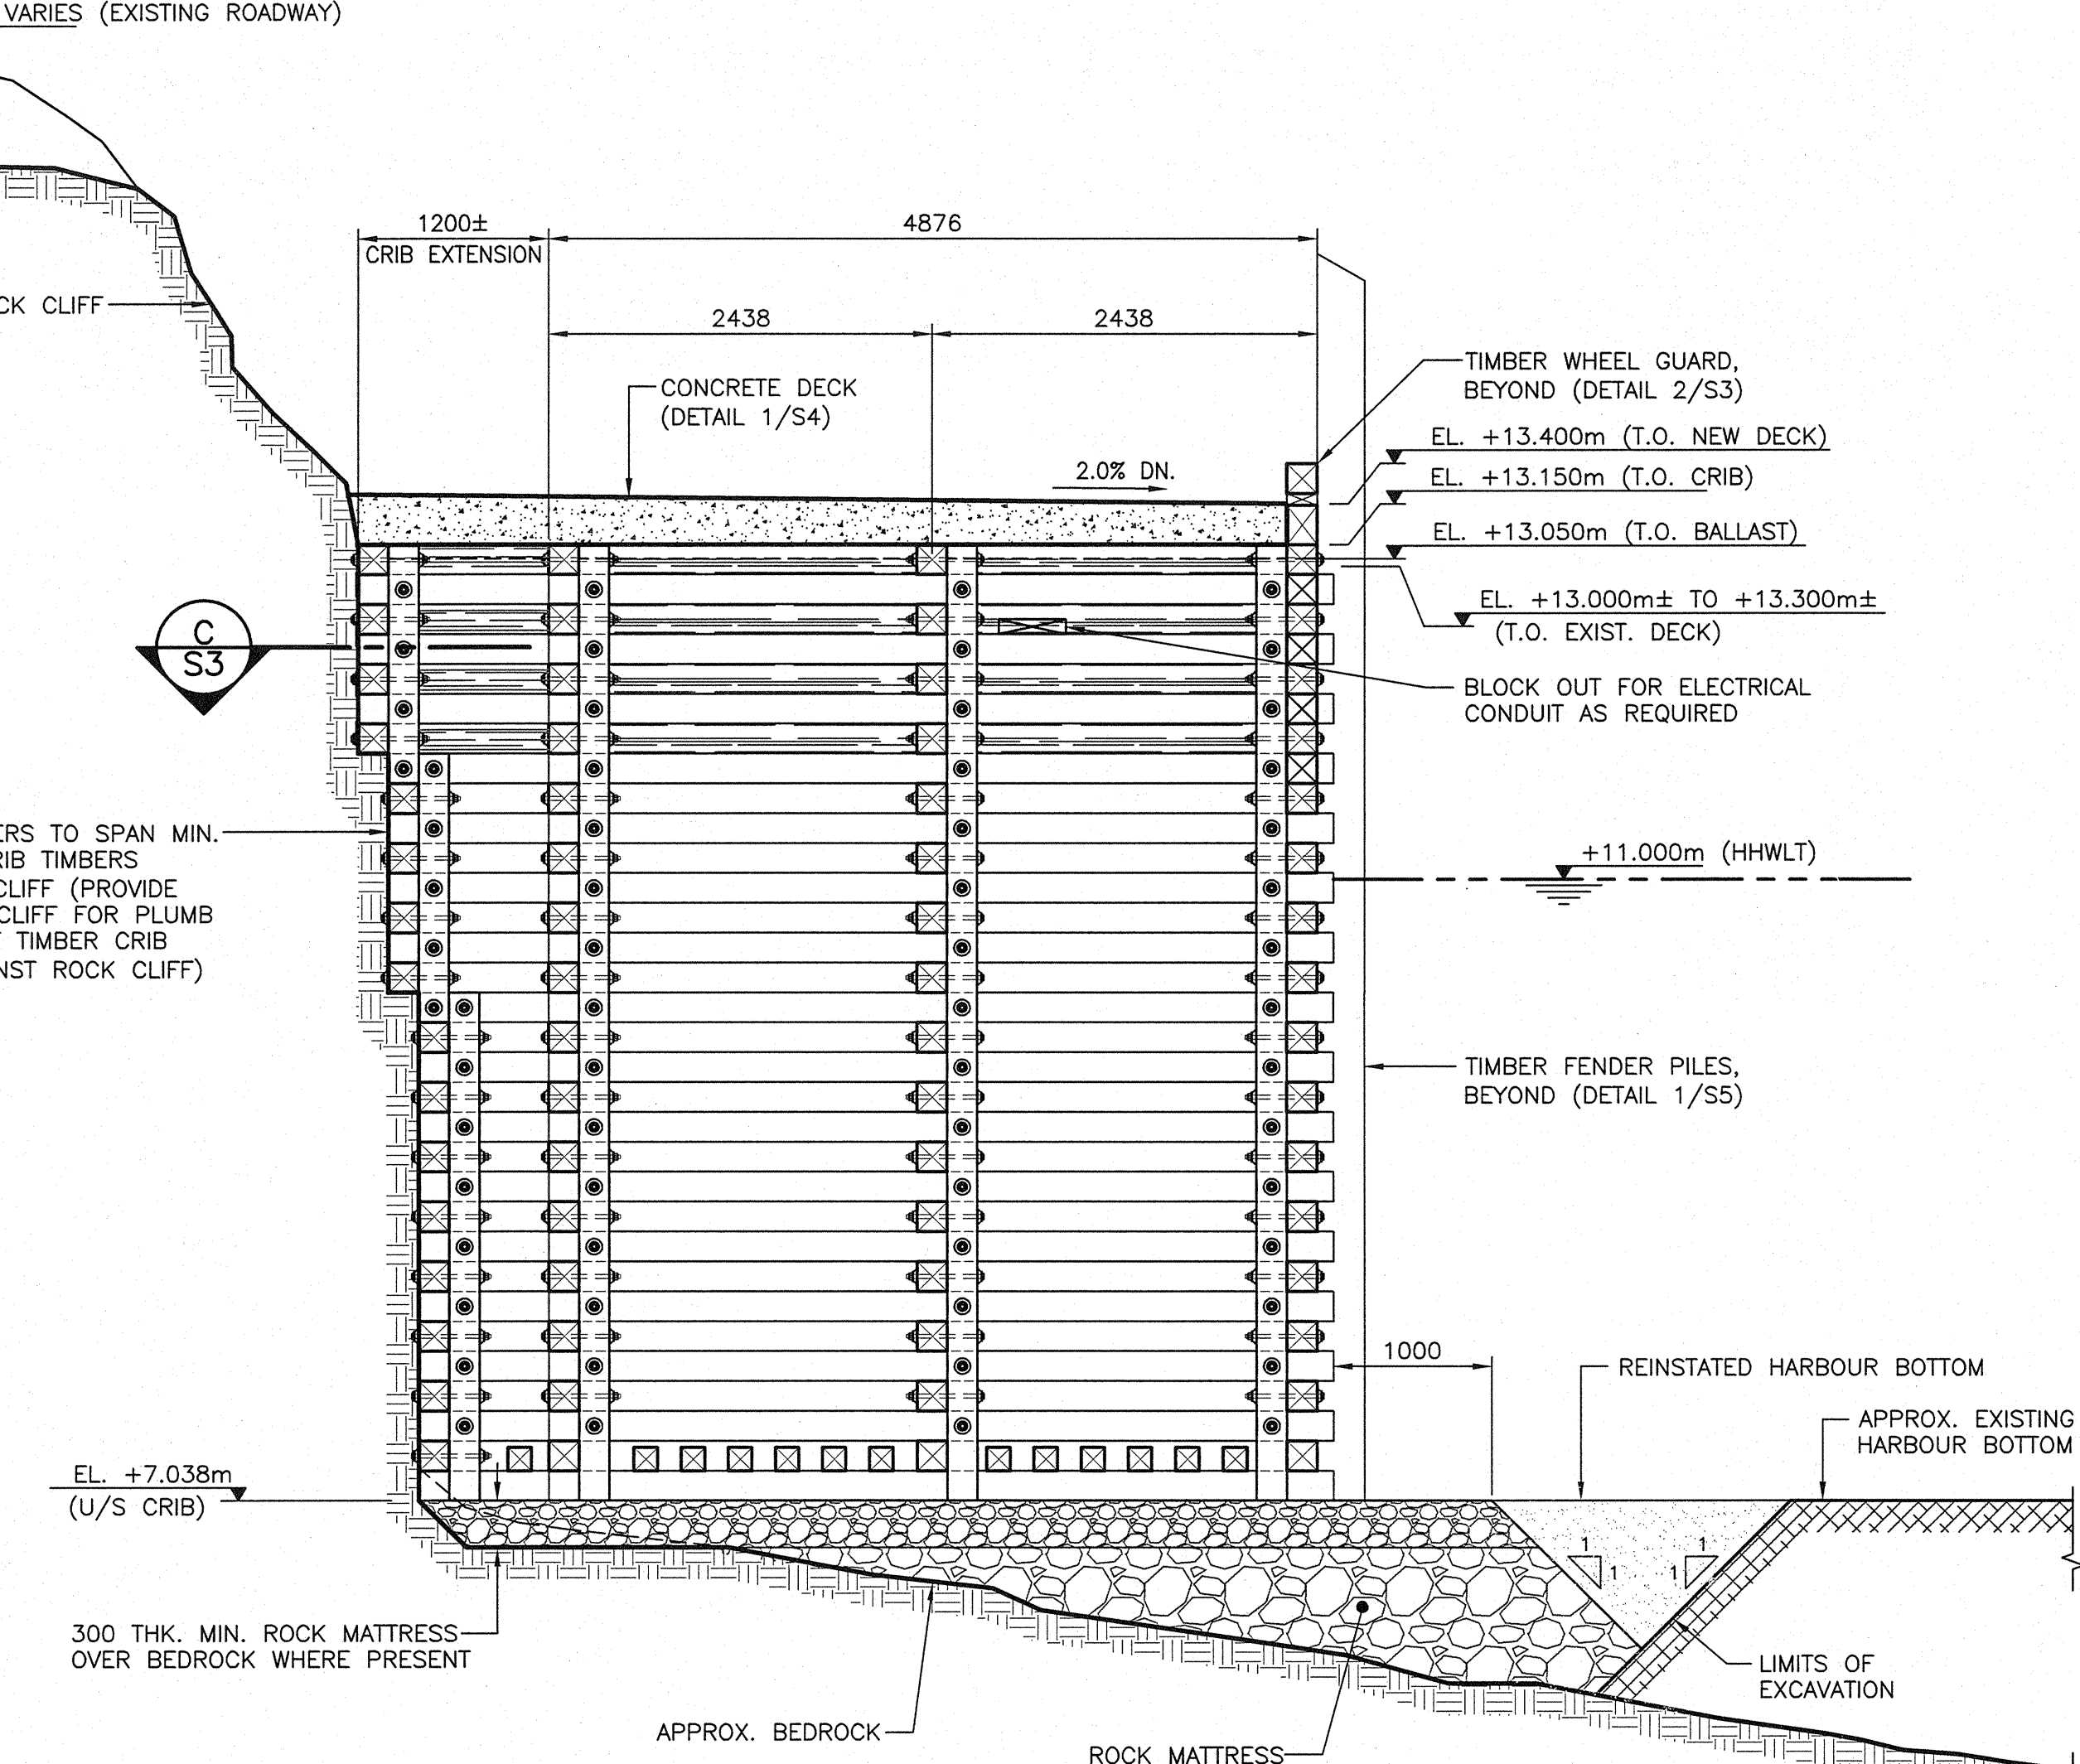 VARIES (EXISTING ROADWAY)
CK CLIFF
1200±
CRIB EXTENSION
4876
2438
2438
CONCRETE DECK
(DETAIL 1/S4)
2.0% DN.
TIMBER WHEEL GUARD,
BEYOND (DETAIL 2/S3)
EL. +13.400m (T.O. NEW DECK)
EL. +13.150m (T.O. CRIB)
EL. +13.050m (T.O. BALLAST)
EL. +13.000m± TO +13.300m±
(T.O. EXIST. DECK)
C
S3
BLOCK OUT FOR ELECTRICAL
CONDUIT AS REQUIRED
ERS TO SPAN MIN.
RIB TIMBERS
CLIFF (PROVIDE
CLIFF FOR PLUMB
TIMBER CRIB
NST ROCK CLIFF)
+11.000m (HHWLT)
TIMBER FENDER PILES,
BEYOND (DETAIL 1/S5)
1000
REINSTATED HARBOUR BOTTOM
APPROX. EXISTING
HARBOUR BOTTOM
EL. +7.038m
(U/S CRIB)
1
1
1
1
300 THK. MIN. ROCK MATTRESS
OVER BEDROCK WHERE PRESENT
LIMITS OF
EXCAVATION
APPROX. BEDROCK
ROCK MATTRESS